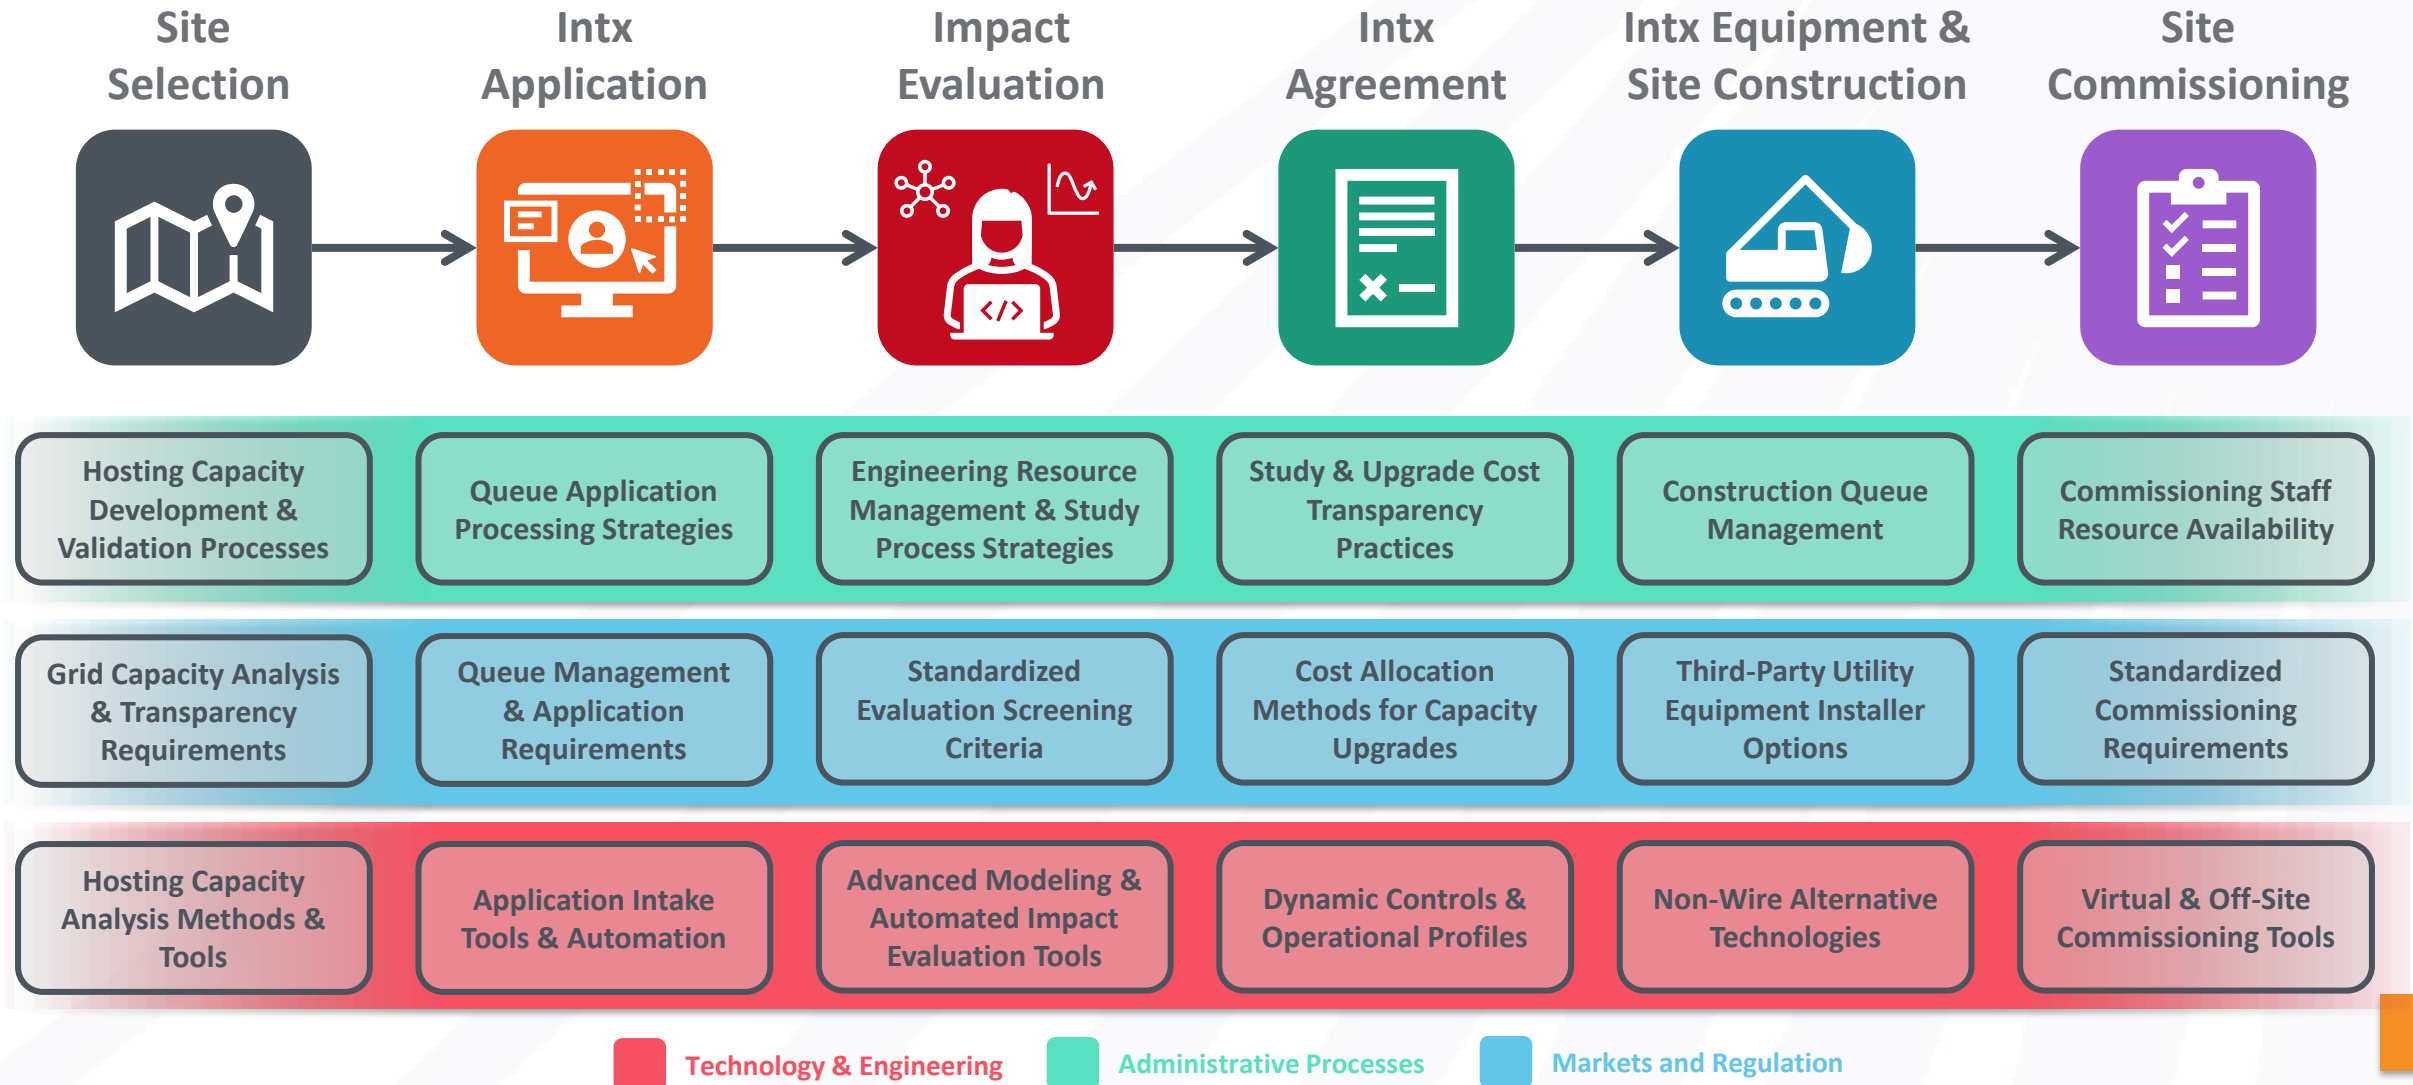 Site
Selection
Intx
Application
Impact
Evaluation
Intx
Agreement
Intx Equipment &
Site Construction
Site
Commissioning
</>
Hosting Capacity
Development &
Validation Processes
Queue Application
Processing Strategies
Engineering Resource
Management & Study
Process Strategies
Study & Upgrade Cost
Transparency
Practices
Construction Queue
Management
Commissioning Staff
Resource Availability
Grid Capacity Analysis
& Transparency
Requirements
Queue Management
& Application
Requirements
Standardized
Evaluation Screening
Criteria
Cost Allocation
Methods for Capacity
Upgrades
Third-Party Utility
Equipment Installer
Options
Standardized
Commissioning
Requirements
Hosting Capacity
Analysis Methods &
Tools
Application Intake
Tools & Automation
Advanced Modeling &
Automated Impact
Evaluation Tools
Dynamic Controls &
Operational Profiles
Non-Wire Alternative
Technologies
Virtual & Off-Site
Commissioning Tools
Technology & Engineering
Administrative Processes
Markets and Regulation